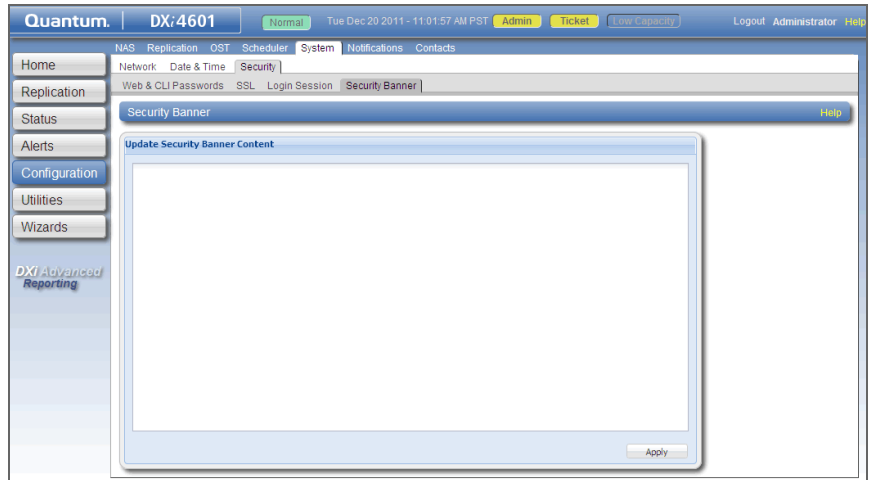 Quantum. DXi4601 Normal Tue Dec 20 2011 - 11:01:57 AM PST Admin Ticket Low Capacity Logout Administrator Help
NAS Replication OST Scheduler System Notifications Contacts
Home
Network Date & Time Security
Replication
Web & CLI Passwords SSL Login Session Security Banner
Status
Security Banner Help
Alerts
Update Security Banner Content
Configuration
Utilities
Wizards
DXi Advanced
Reporting
Apply